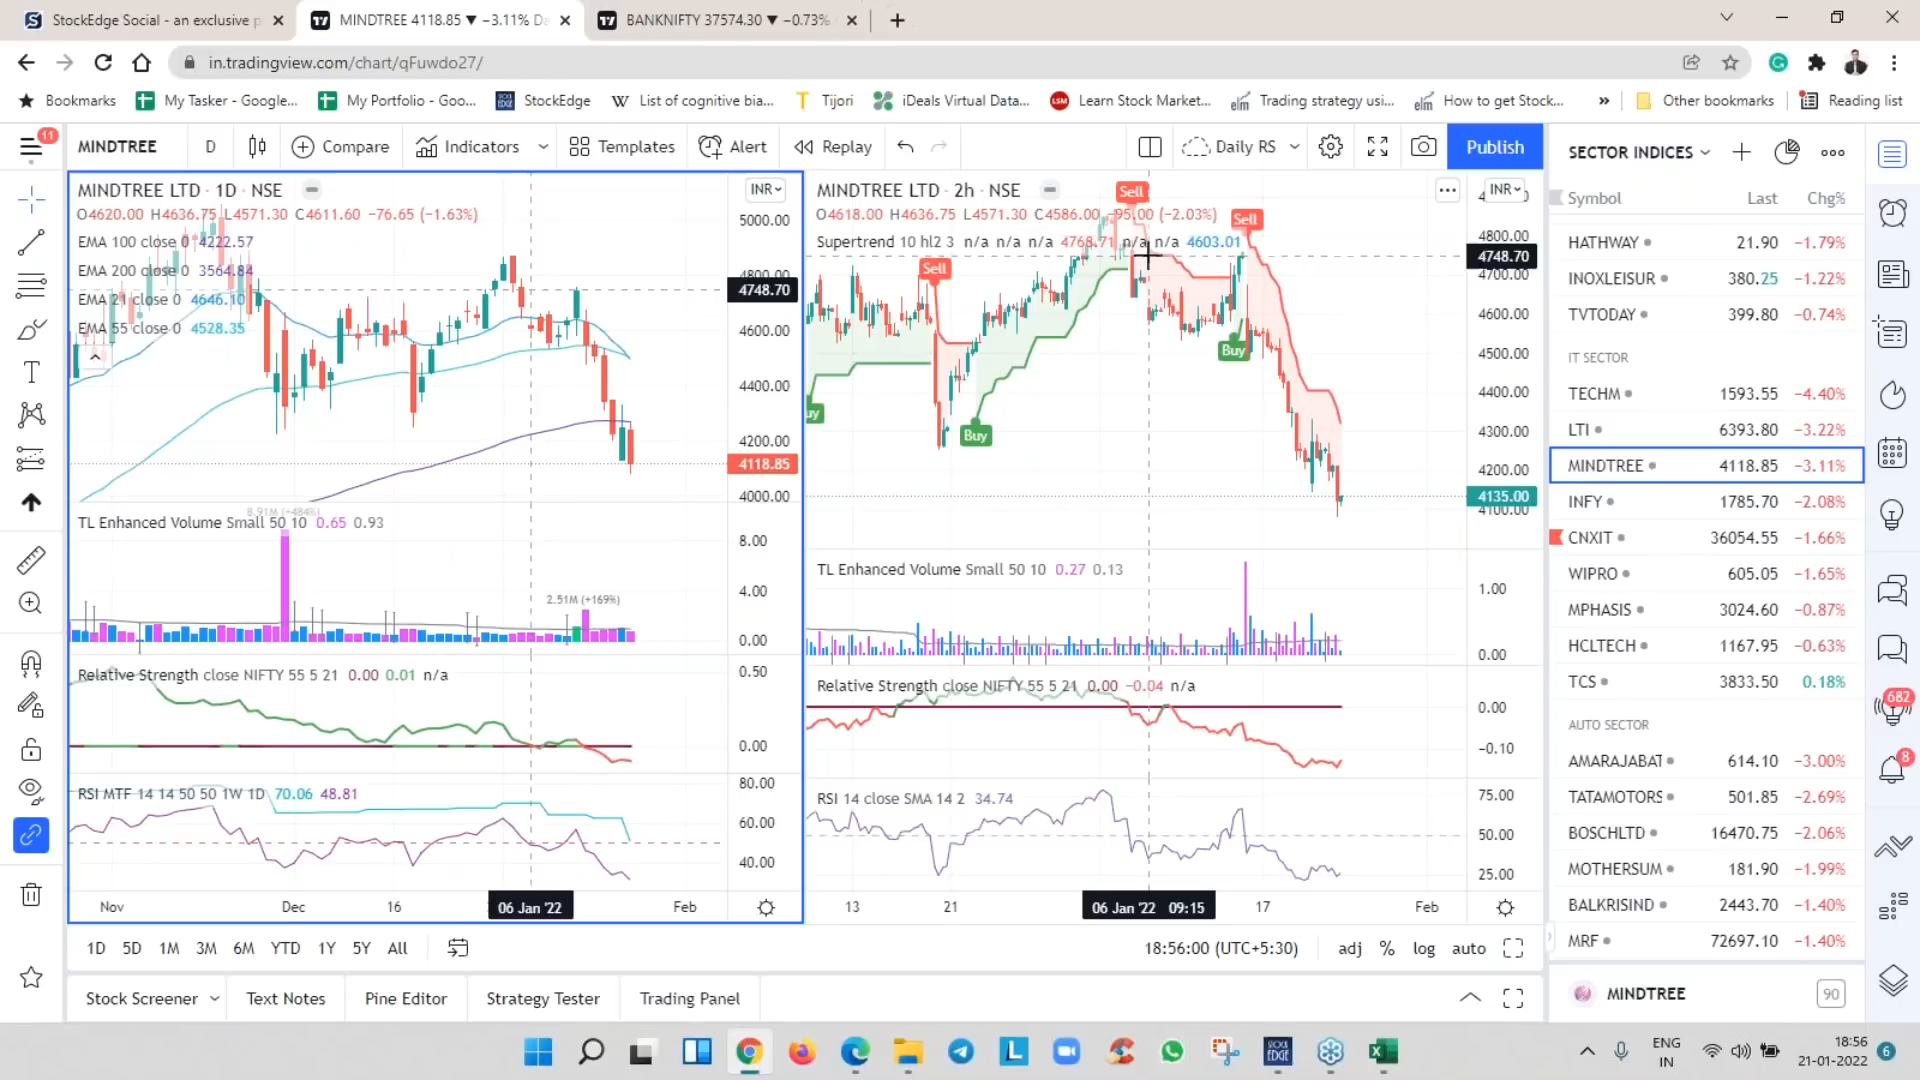 StockEdge Social - an exclusive p
MINDTREE 4118.85 ▼ −3.11% Da
BANKNIFTY 37574.30 ▼ −0.73%
in.tradingview.com/chart/qFuwdo27/
Bookmarks
My Tasker - Google...
My Portfolio - Goo...
StockEdge
List of cognitive bia...
Tijori
iDeals Virtual Data...
Learn Stock Market...
Trading strategy usi...
How to get Stock...
»
Other bookmarks
Reading list
11
MINDTREE
D
Compare
Indicators
Templates
Alert
Replay
Daily RS
Publish
SECTOR INDICES
MINDTREE LTD · 1D · NSE
INR
O4620.00 H4636.75 L4571.30 C4611.60 −76.65 (−1.63%)
EMA 100 close 0 4222.57
EMA 200 close 0 3564.84
EMA 21 close 0 4646.10
EMA 55 close 0 4528.35
5000.00
4800.00
4748.70
4600.00
4400.00
4200.00
4118.85
4000.00
8.91M (+484%)
TL Enhanced Volume Small 50 10 0.65 0.93
8.00
4.00
0.00
2.51M (+169%)
Relative Strength close NIFTY 55 5 21 0.00 0.01 n/a
0.50
0.00
RSI MTF 14 14 50 50 1W 1D 70.06 48.81
80.00
60.00
40.00
Nov
Dec
16
06 Jan '22
Feb
MINDTREE LTD · 2h · NSE
INR
O4618.00 H4636.75 L4571.30 C4586.00 −95.00 (−2.03%)
Supertrend 10 hl2 3 n/a n/a n/a 4768.71 n/a n/a 4603.01
Sell
Sell
Sell
Buy
Buy
4800.00
4748.70
4700.00
4600.00
4500.00
4400.00
4300.00
4200.00
4135.00
4100.00
TL Enhanced Volume Small 50 10 0.27 0.13
1.00
0.00
Relative Strength close NIFTY 55 5 21 0.00 −0.04 n/a
0.00
−0.10
RSI 14 close SMA 14 2 34.74
75.00
50.00
25.00
13
21
06 Jan '22 09:15
17
Feb
1D 5D 1M 3M 6M YTD 1Y 5Y All
18:56:00 (UTC+5:30)
adj % log auto
Stock Screener
Text Notes
Pine Editor
Strategy Tester
Trading Panel
Symbol Last Chg%
HATHWAY 21.90 −1.79%
INOXLEISUR 380.25 −1.22%
TVTODAY 399.80 −0.74%
IT SECTOR
TECHM 1593.55 −4.40%
LTI 6393.80 −3.22%
MINDTREE 4118.85 −3.11%
INFY 1785.70 −2.08%
CNXIT 36054.55 −1.66%
WIPRO 605.05 −1.65%
MPHASIS 3024.60 −0.87%
HCLTECH 1167.95 −0.63%
TCS 3833.50 0.18%
AUTO SECTOR
AMARAJABAT 614.10 −3.00%
TATAMOTORS 501.85 −2.69%
BOSCHLTD 16470.75 −2.06%
MOTHERSUM 181.90 −1.99%
BALKRISIND 2443.70 −1.40%
MRF 72697.10 −1.40%
MINDTREE
90
682
8
STOCK EDGE
ENG
IN
18:56
21-01-2022
6